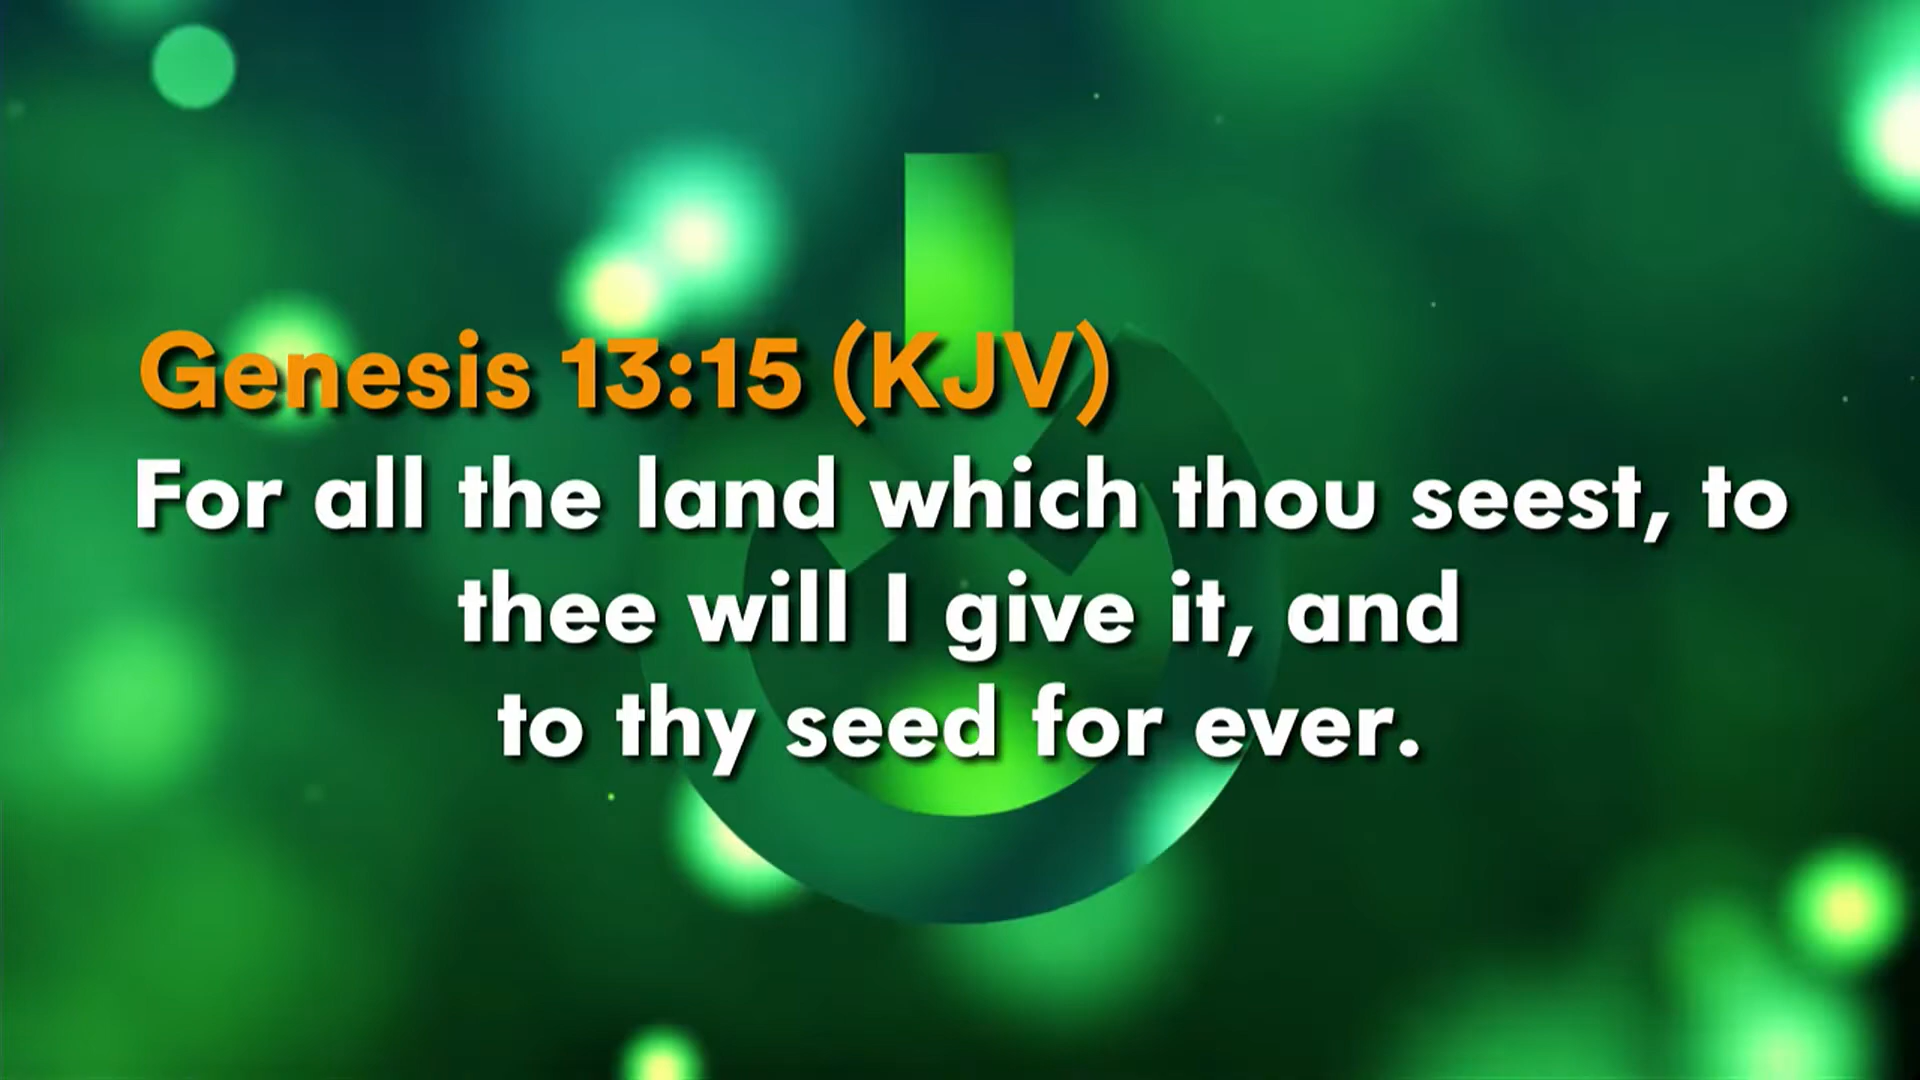 Genesis 13:15 (KJV)
For all the land which thou seest, to
thee will I give it, and
to thy seed for ever.